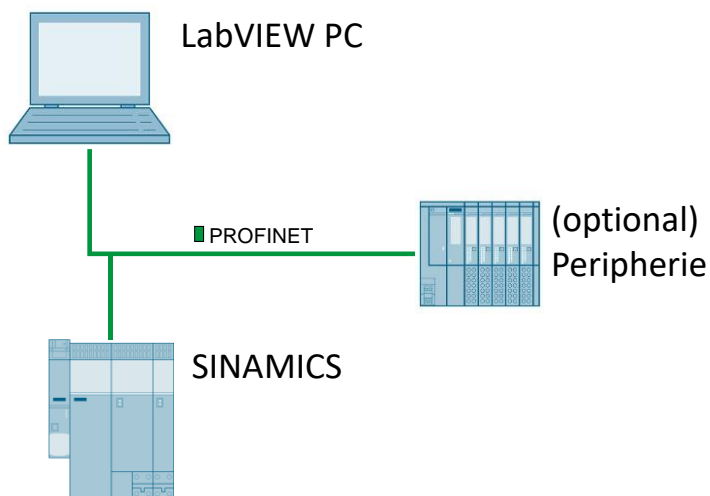 LabVIEW PC
PROFINET
(optional)
Peripherie
SINAMICS